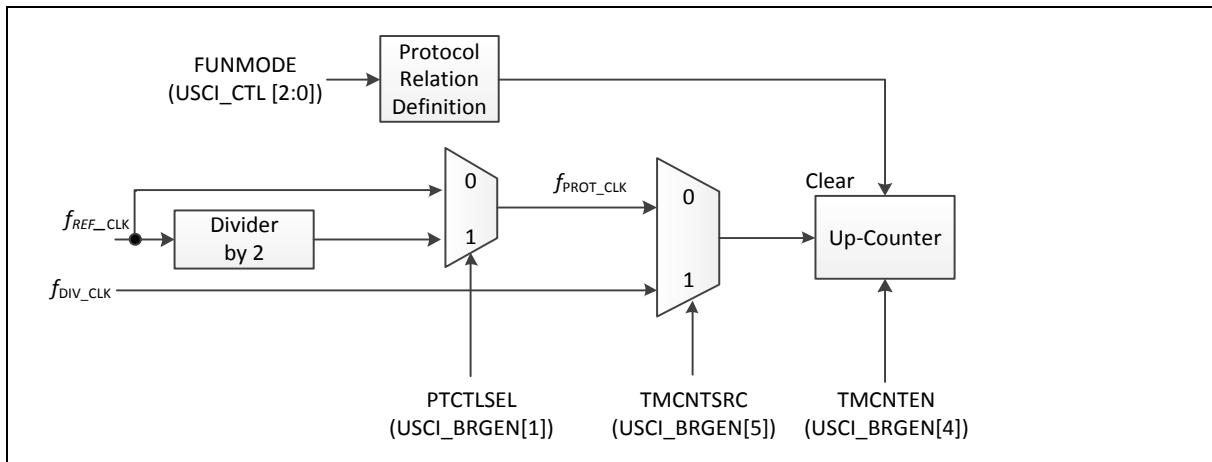 Protocol
Relation
Definition
FUNMODE
(USCI_CTL [2:0])
0
1
fPROT_CLK
0
1
Clear
fREF_CLK
Divider
by 2
Up-Counter
fDIV_CLK
PTCTLSEL
(USCI_BRGEN[1])
TMCNTSRC
(USCI_BRGEN[5])
TMCNTEN
(USCI_BRGEN[4])